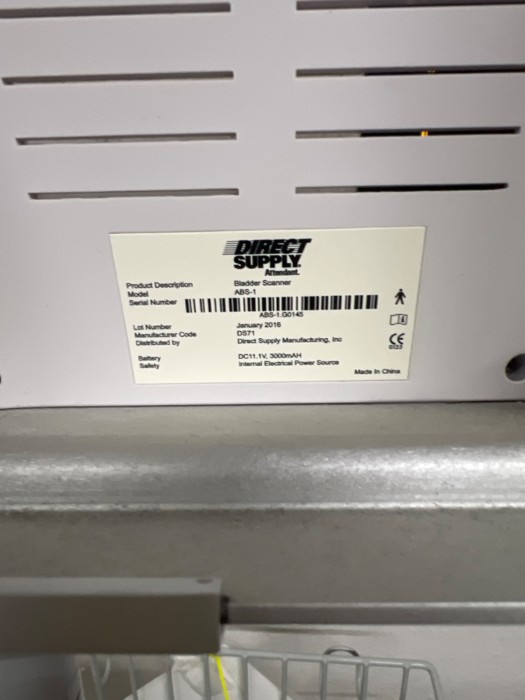 DIRECT
SUPPLY
Attendant.
Product Description Bladder Scanner
Model ABS-1
Serial Number
ABS-1.G0145
Lot Number January 2016
Manufacturer Code DS71
Distributed by Direct Supply Manufacturing, Inc
Battery DC11.1V, 3000mAH
Safety Internal Electrical Power Source
Made In China